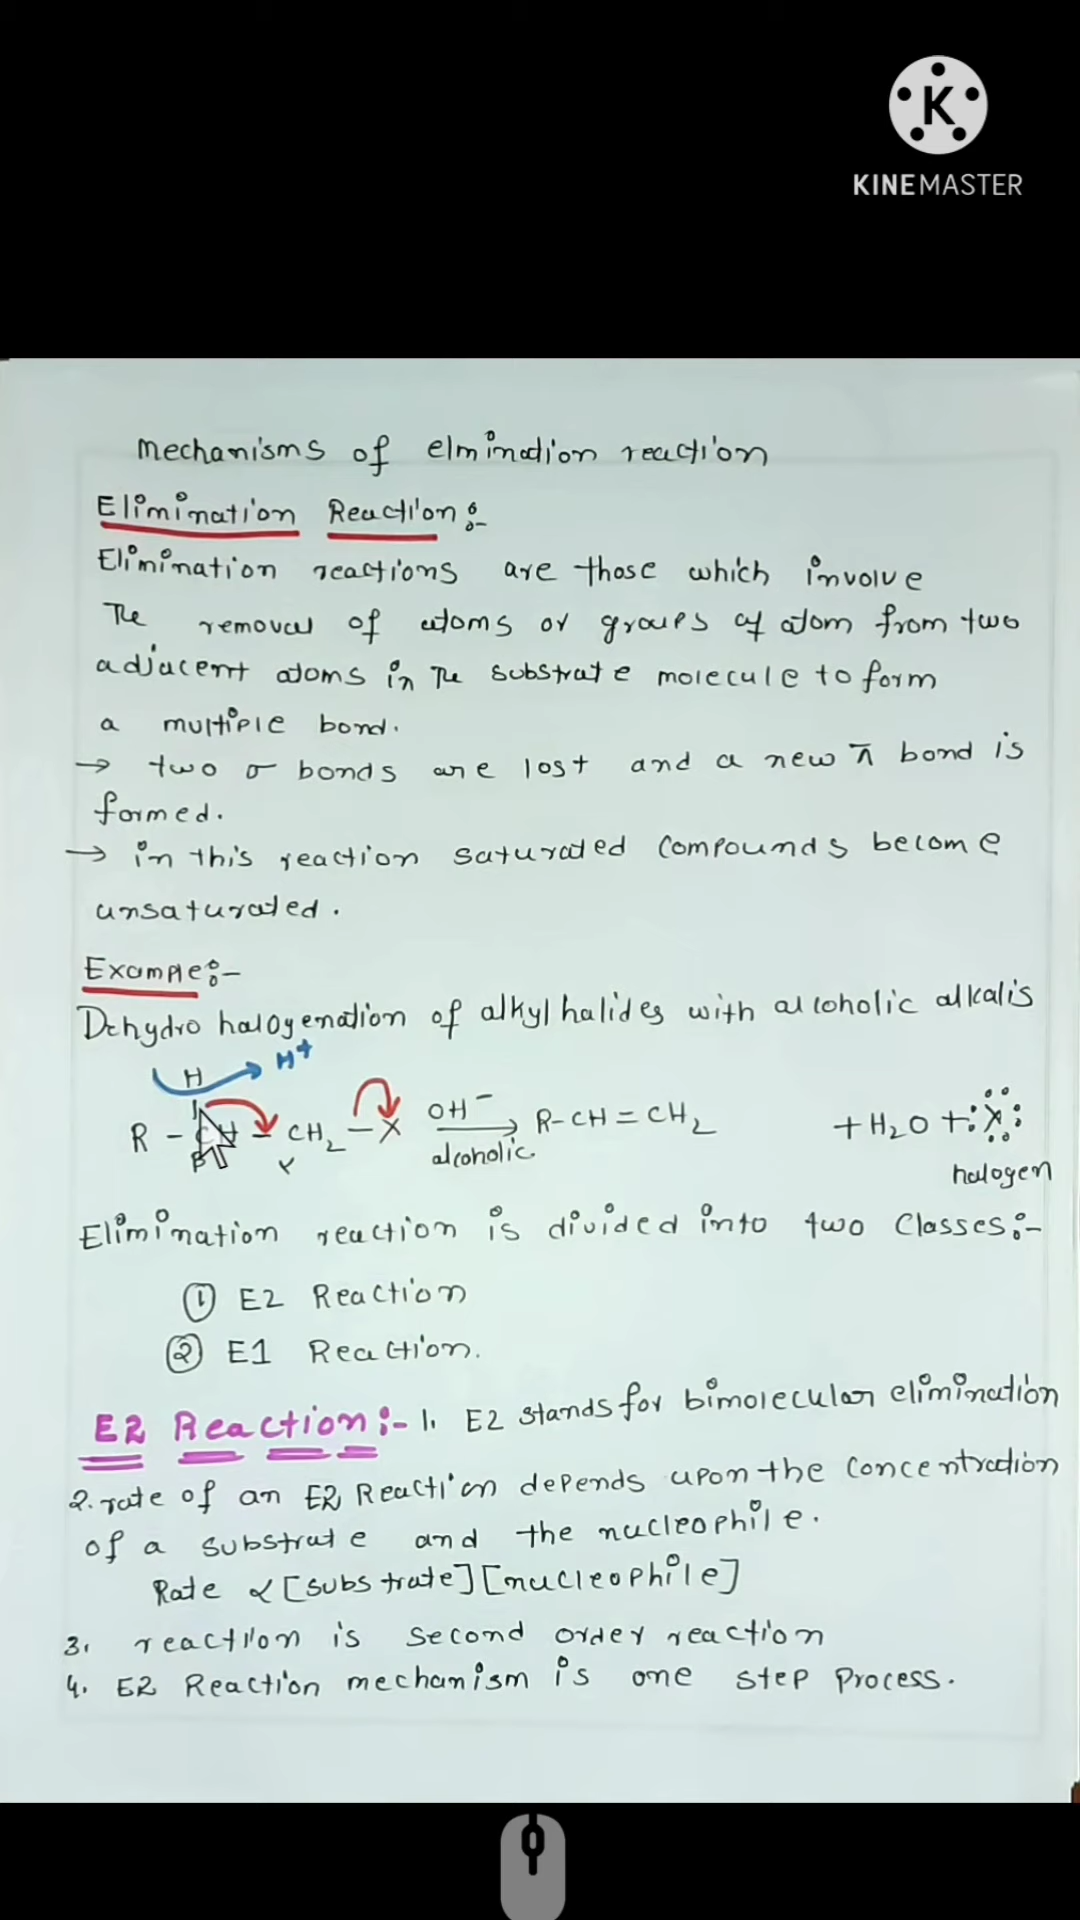 K
KINEMASTER
Mechanisms of elmination reaction
Elimination Reaction :-
Elimination reactions are those which involve
The removal of atoms or groups of atom from two
adjacent atoms in The substrate molecule to form
a multiple bond.
→ two σ bonds are lost and a new π bond is
formed.
→ in this reaction saturated compounds become
unsaturated.
Example:-
Dehydro halogenation of alkyl halides with alcoholic alkalis
H H+
R - CH - CH2 - X OH- → R-CH=CH2 + H2O + :X:
β α alcoholic halogen
Elimination reaction is divided into two Classes:-
① E2 Reaction
② E1 Reaction.
E2 Reaction:- 1. E2 stands for bimolecular elimination
2. rate of an E2 Reaction depends upon the concentration
of a substrate and the nucleophile.
Rate α [substrate][nucleophile]
3. reaction is second order reaction
4. E2 Reaction mechanism is one step process.